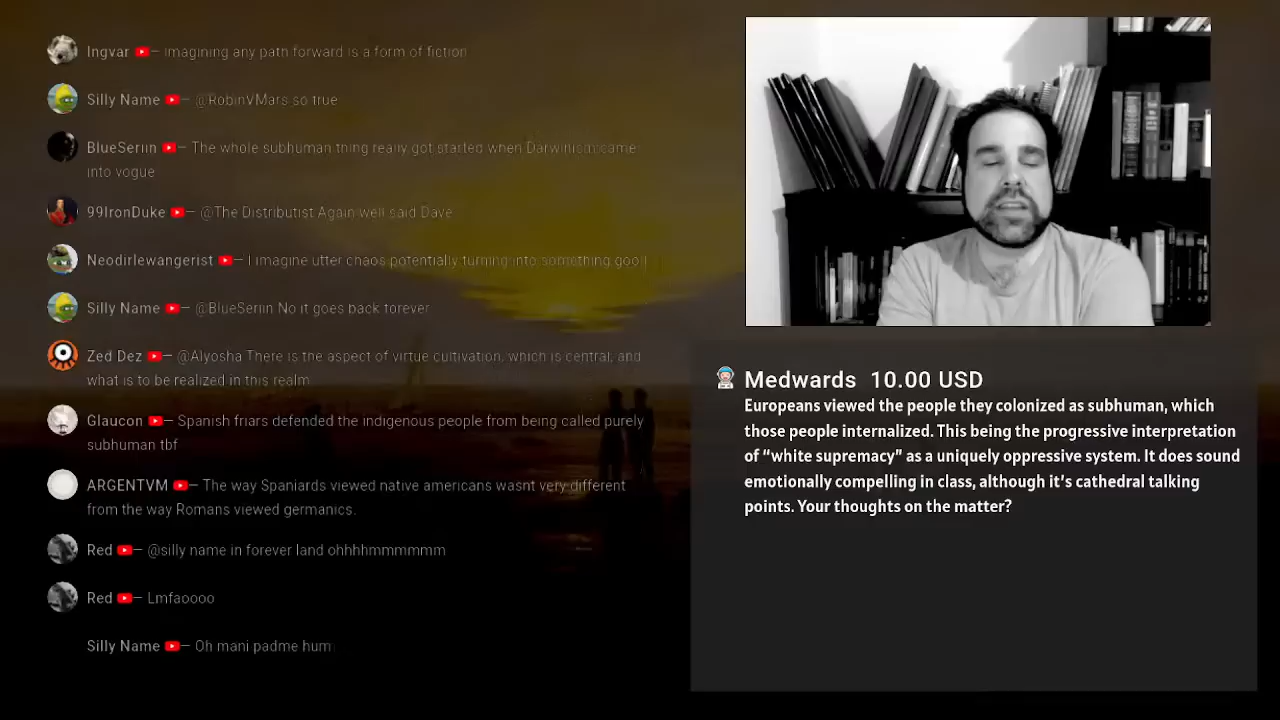 Ingvar — Imagining any path forward is a form of fiction
Silly Name — @RobinVMars so true
BlueSeriin — The whole subhuman thing really got started when Darwinism came
into vogue
99IronDuke — @The Distributist Again well said Dave
Neodirlewangerist — I imagine utter chaos potentially turning into something good
Silly Name — @BlueSeriin No it goes back forever
Zed Dez — @Alyosha There is the aspect of virtue cultivation, which is central, and
what is to be realized in this realm
Glaucon — Spanish friars defended the indigenous people from being called purely
subhuman tbf
ARGENTVM — The way Spaniards viewed native americans wasnt very different
from the way Romans viewed germanics.
Red — @silly name in forever land ohhhhmmmmmm
Red — Lmfaoooo
Silly Name — Oh mani padme hum
Medwards 10.00 USD
Europeans viewed the people they colonized as subhuman, which
those people internalized. This being the progressive interpretation
of “white supremacy” as a uniquely oppressive system. It does sound
emotionally compelling in class, although it’s cathedral talking
points. Your thoughts on the matter?